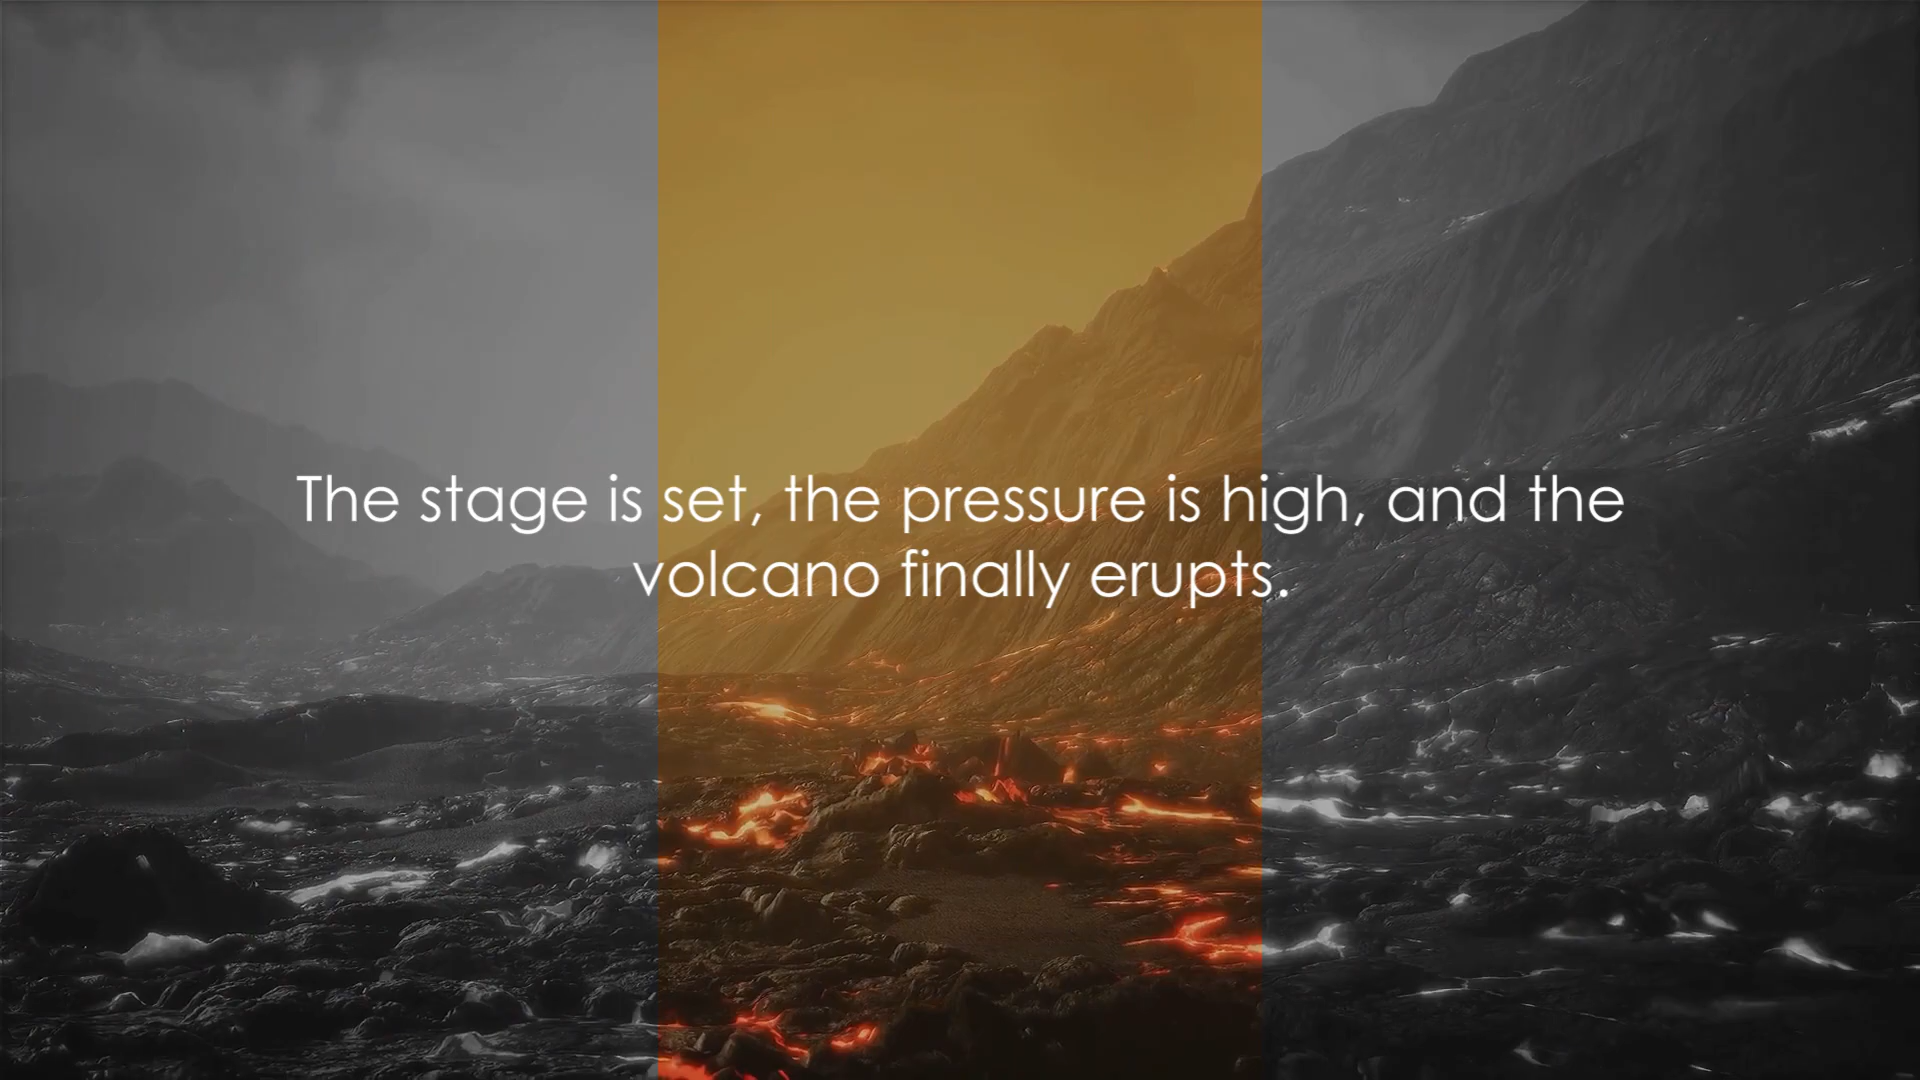 The stage is set, the pressure is high, and the
volcano finally erupts.